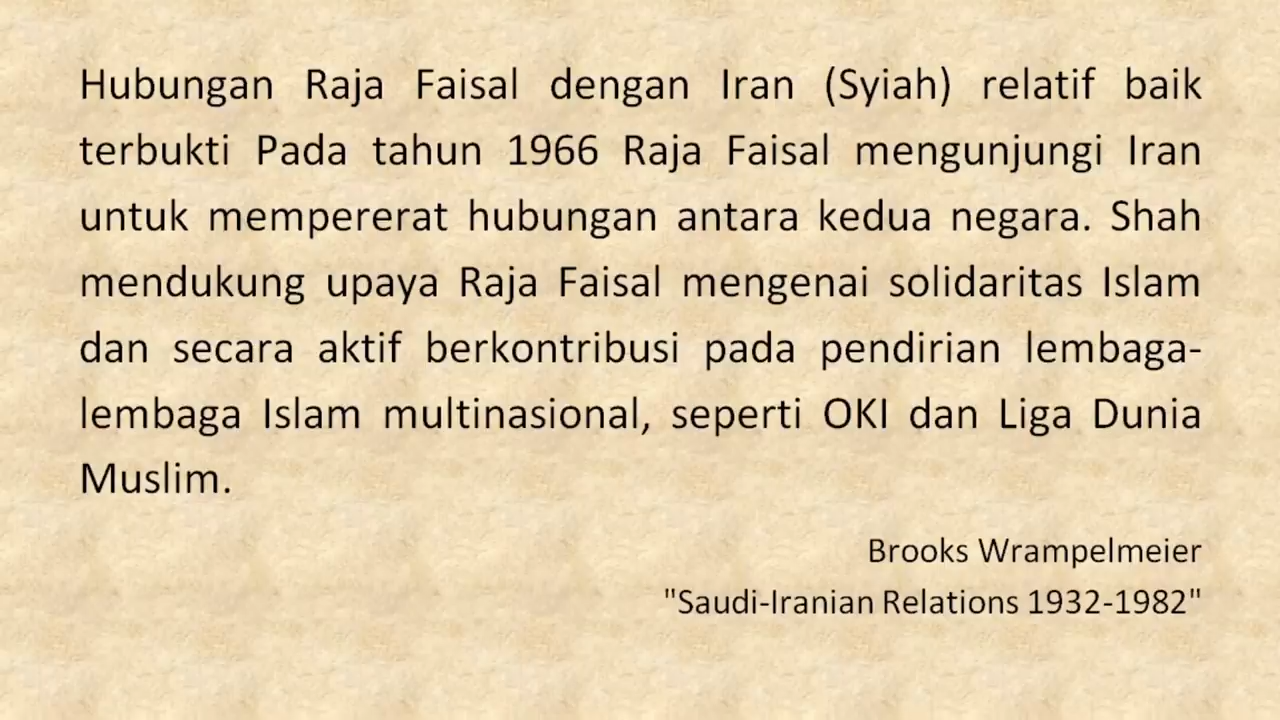 Hubungan Raja Faisal dengan Iran (Syiah) relatif baik
terbukti Pada tahun 1966 Raja Faisal mengunjungi Iran
untuk mempererat hubungan antara kedua negara. Shah
mendukung upaya Raja Faisal mengenai solidaritas Islam
dan secara aktif berkontribusi pada pendirian lembaga-
lembaga Islam multinasional, seperti OKI dan Liga Dunia
Muslim.
Brooks Wrampelmeier
"Saudi-Iranian Relations 1932-1982"